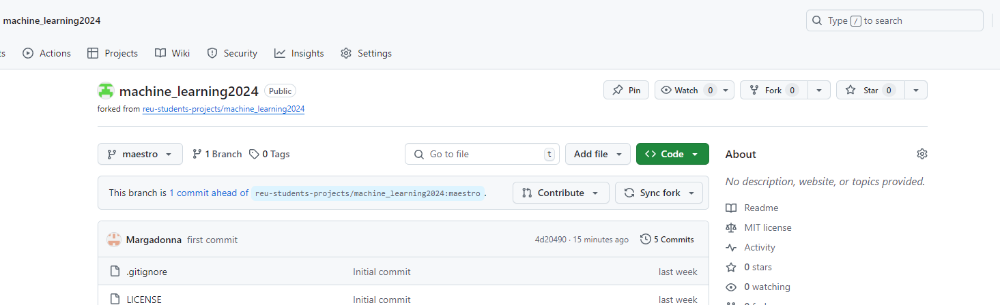 machine_learning2024
Type / to search
ts Actions Projects Wiki Security Insights Settings
machine_learning2024 Public
Pin Watch 0 Fork 0 Star 0
forked from reu-students-projects/machine_learning2024
maestro 1 Branch 0 Tags Go to file t Add file Code
This branch is 1 commit ahead of reu-students-projects/machine_learning2024:maestro .
Contribute Sync fork
Margadonna first commit 4d20490 · 15 minutes ago 5 Commits
.gitignore Initial commit last week
LICENSE Initial commit last week
About
No description, website, or topics provided.
Readme
MIT license
Activity
0 stars
0 watching